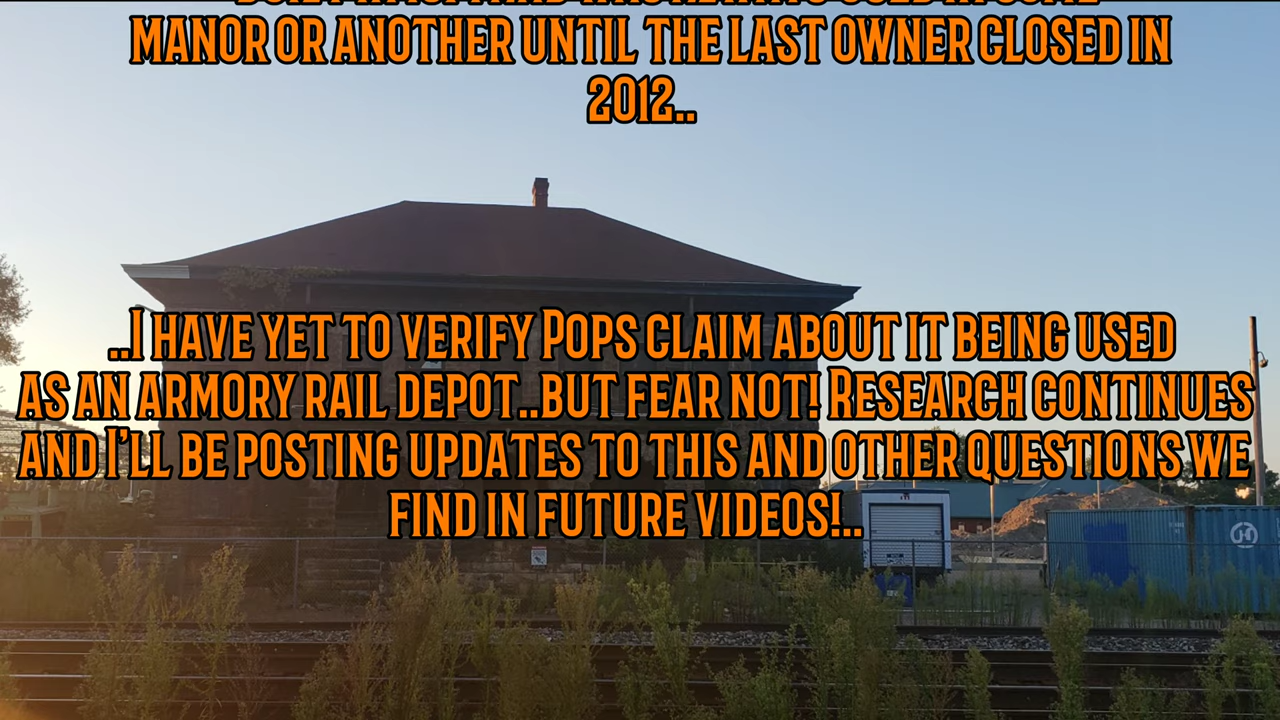 MANOR OR ANOTHER UNTIL THE LAST OWNER CLOSED IN
2012..
..I HAVE YET TO VERIFY POPS CLAIM ABOUT IT BEING USED
AS AN ARMORY RAIL DEPOT..BUT FEAR NOT! RESEARCH CONTINUES
AND I'LL BE POSTING UPDATES TO THIS AND OTHER QUESTIONS WE
FIND IN FUTURE VIDEOS!..